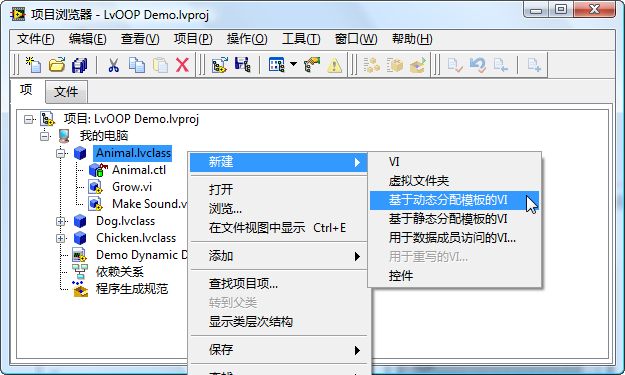 项目浏览器 - LvOOP Demo.lvproj
文件(F) 编辑(E) 查看(V) 项目(P) 操作(O) 工具(T) 窗口(W) 帮助(H)
项 文件
项目: LvOOP Demo.lvproj
我的电脑
Animal.lvclass
Animal.ctl
Grow.vi
Make Sound.v
Dog.lvclass
Chicken.lvclass
Demo Dynamic D
依赖关系
程序生成规范
新建
打开
浏览...
在文件视图中显示 Ctrl+E
添加
查找项目项...
转到父类
显示类层次结构
保存
VI
虚拟文件夹
基于动态分配模板的VI
基于静态分配模板的VI
用于数据成员访问的VI...
用于重写的VI...
控件